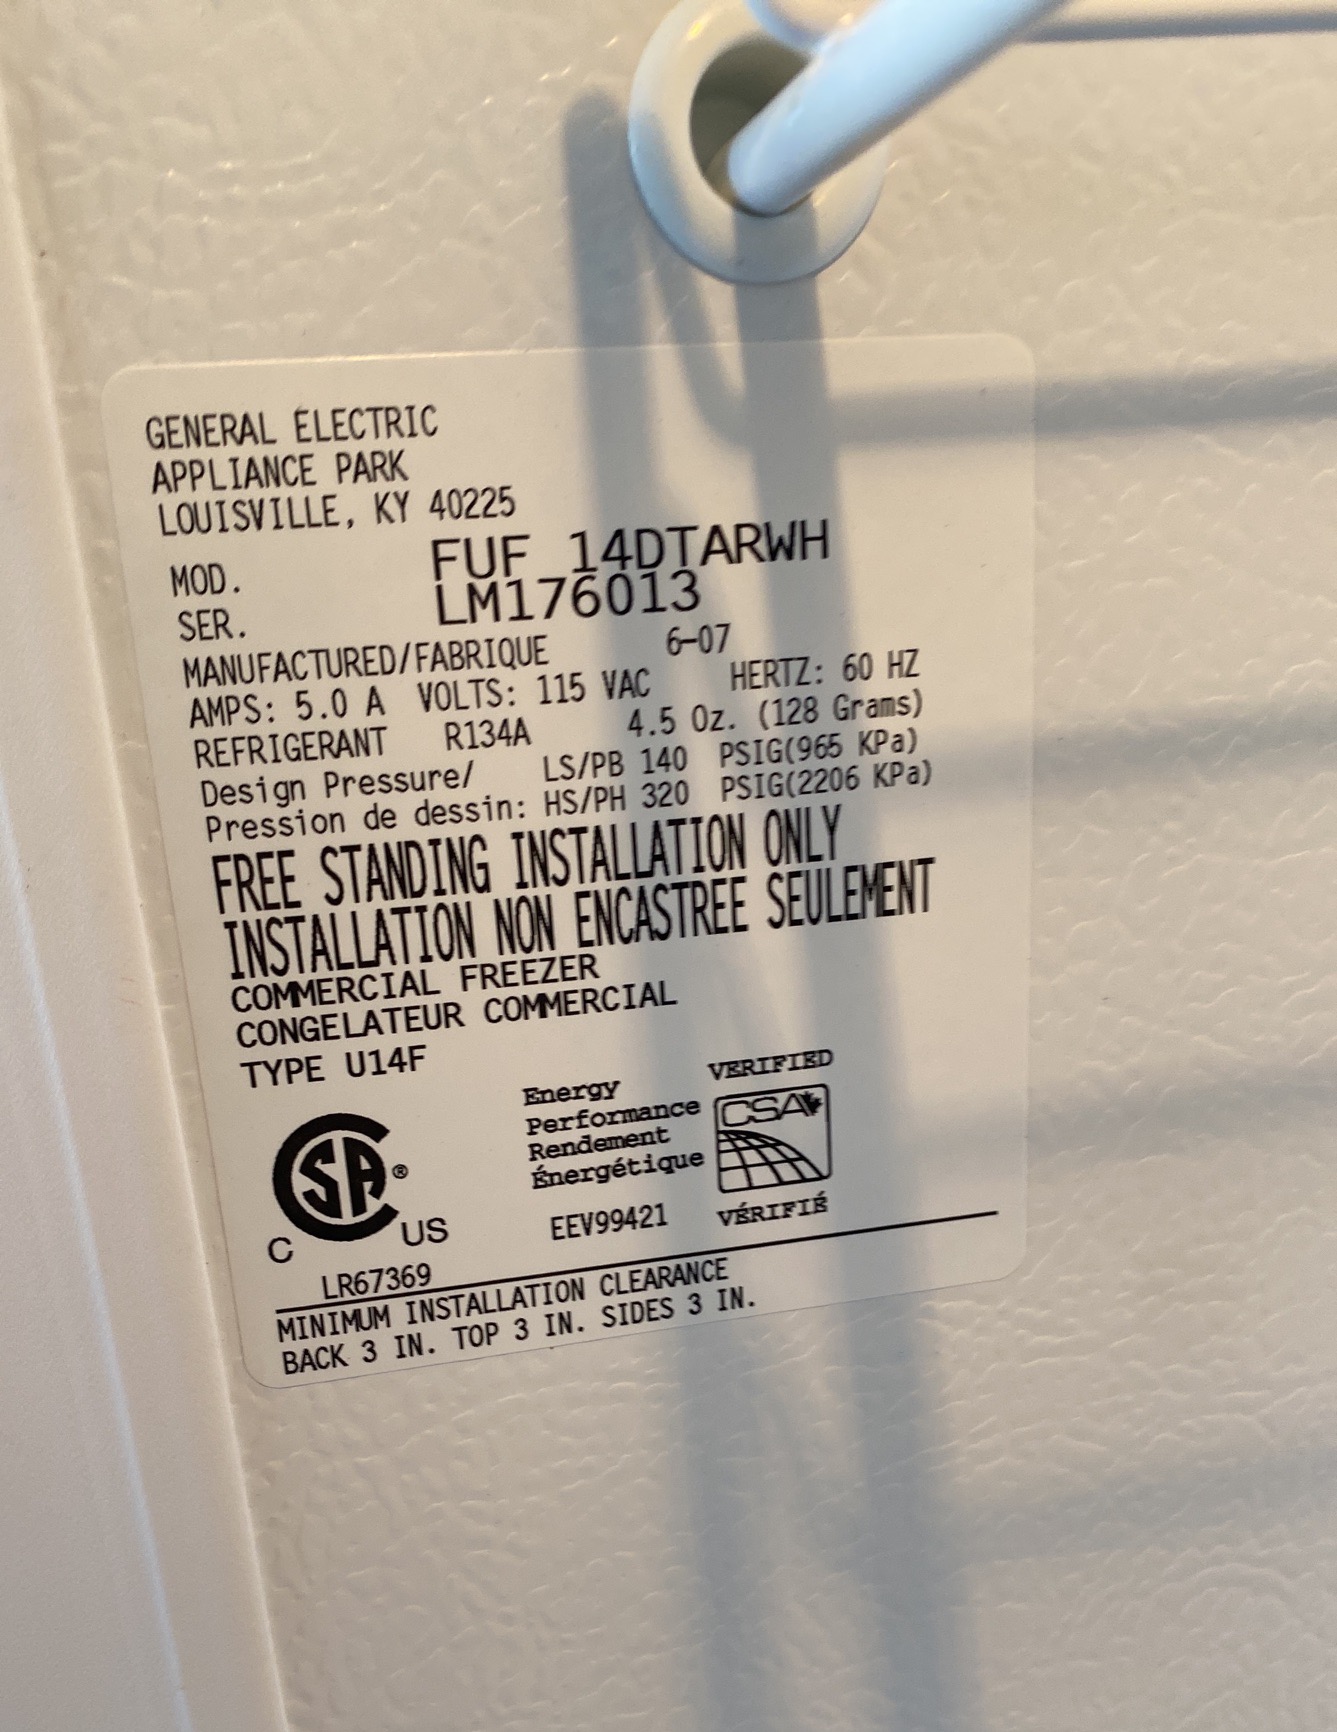 GENERAL ELECTRIC
APPLIANCE PARK
LOUISVILLE, KY 40225
MOD. FUF 14DTARWH
SER. LM176013
MANUFACTURED/FABRIQUE 6-07
AMPS: 5.0 A VOLTS: 115 VAC HERTZ: 60 HZ
REFRIGERANT R134A 4.5 Oz. (128 Grams)
Design Pressure/ LS/PB 140 PSIG(965 KPa)
Pression de dessin: HS/PH 320 PSIG(2206 KPa)
FREE STANDING INSTALLATION ONLY
INSTALLATION NON ENCASTREE SEULEMENT
COMMERCIAL FREEZER
CONGELATEUR COMMERCIAL
TYPE U14F
SA®
C US
LR67369
Energy
Performance
Rendement
Énergétique
EEV99421
VERIFIED
CSA
VÉRIFIÉ
MINIMUM INSTALLATION CLEARANCE
BACK 3 IN. TOP 3 IN. SIDES 3 IN.